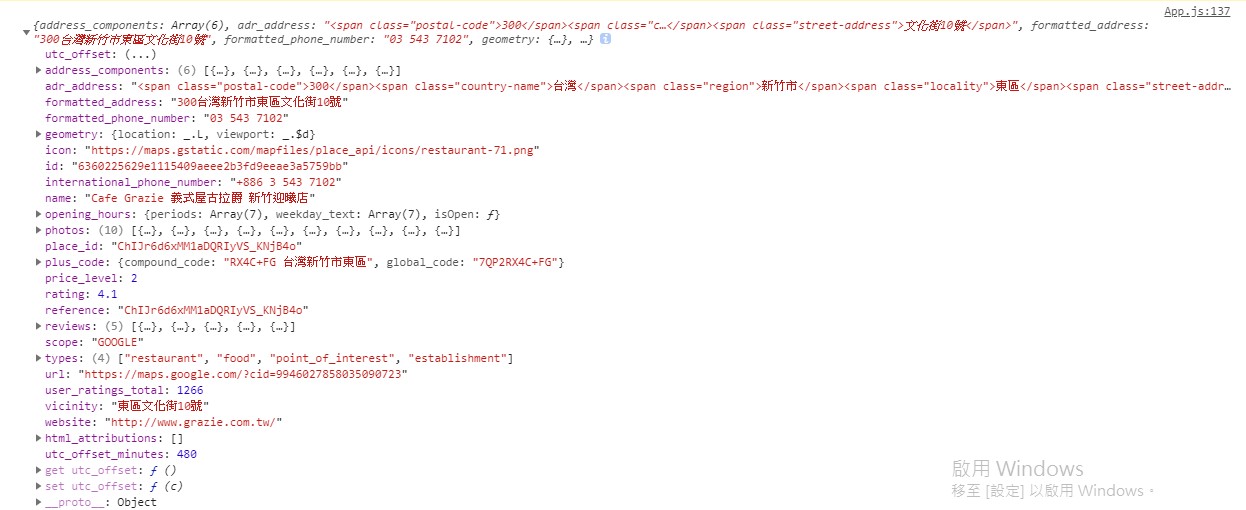 App.js:137
{address_components: Array(6), adr_address: "<span class="postal-code">300</span><span class="c…</span><span class="street-address">文化街10號</span>", formatted_address:
"300台灣新竹市東區文化街10號", formatted_phone_number: "03 543 7102", geometry: {…}, …}
utc_offset: (...)
address_components: (6) [{…}, {…}, {…}, {…}, {…}, {…}]
adr_address: "<span class="postal-code">300</span><span class="country-name">台灣</span><span class="region">新竹市</span><span class="locality">東區</span><span class="street-addr…
formatted_address: "300台灣新竹市東區文化街10號"
formatted_phone_number: "03 543 7102"
geometry: {location: _.L, viewport: _.$d}
icon: "https://maps.gstatic.com/mapfiles/place_api/icons/restaurant-71.png"
id: "6360225629e1115409aeee2b3fd9eeae3a5759bb"
international_phone_number: "+886 3 543 7102"
name: "Cafe Grazie 義式屋古拉爵 新竹迎曦店"
opening_hours: {periods: Array(7), weekday_text: Array(7), isOpen: ƒ}
photos: (10) [{…}, {…}, {…}, {…}, {…}, {…}, {…}, {…}, {…}, {…}]
place_id: "ChIJr6d6xMM1aDQRIyVS_KNjB4o"
plus_code: {compound_code: "RX4C+FG 台灣新竹市東區", global_code: "7QP2RX4C+FG"}
price_level: 2
rating: 4.1
reference: "ChIJr6d6xMM1aDQRIyVS_KNjB4o"
reviews: (5) [{…}, {…}, {…}, {…}, {…}]
scope: "GOOGLE"
types: (4) ["restaurant", "food", "point_of_interest", "establishment"]
url: "https://maps.google.com/?cid=9946027858035090723"
user_ratings_total: 1266
vicinity: "東區文化街10號"
website: "http://www.grazie.com.tw/"
html_attributions: []
utc_offset_minutes: 480
get utc_offset: ƒ ()
set utc_offset: ƒ (c)
__proto__: Object
啟用 Windows
移至 [設定] 以啟用 Windows。